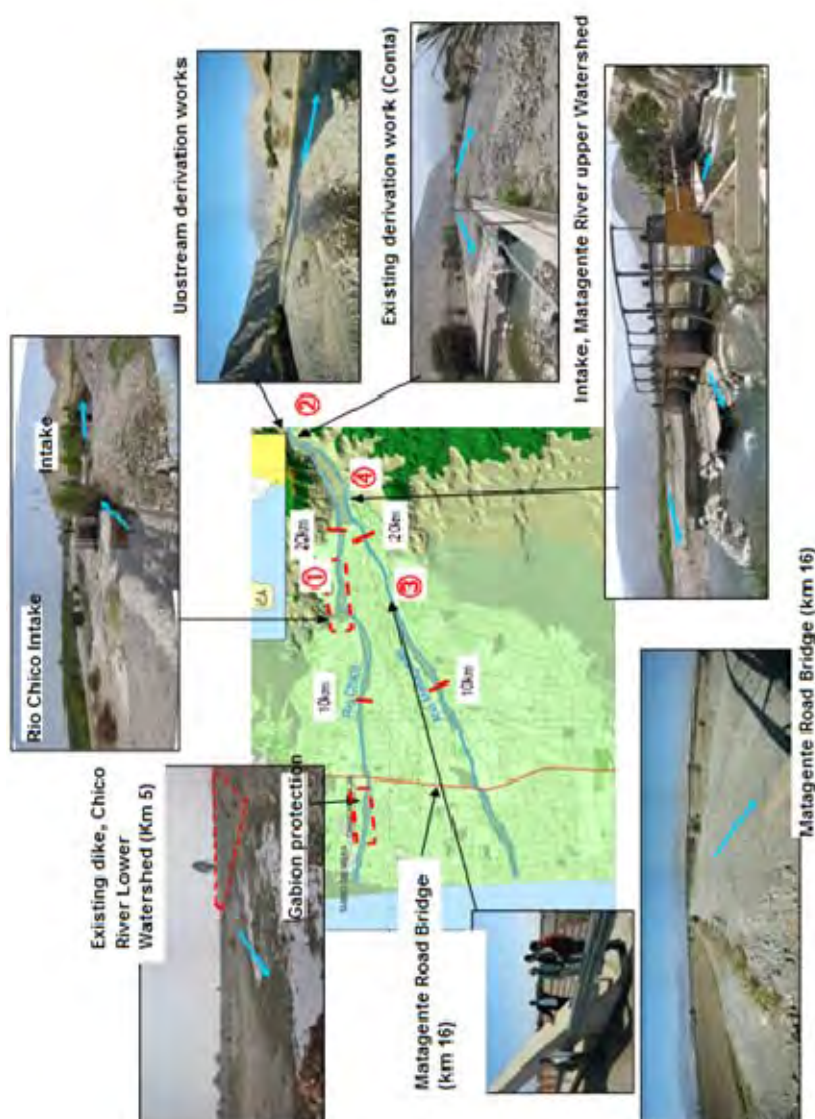 Existing dike, Chico
River Lower
Watershed (Km 5)
Rio Chico Intake
Intake
Uostream derivation works
Gabion protection
Existing derivation work (Conta)
①
②
20km
10km
Rio Chico
④
20km
③
10km
Intake, Matagente River upper Watershed
Matagente Road Bridge
(km 16)
Matagente Road Bridge (km 16)